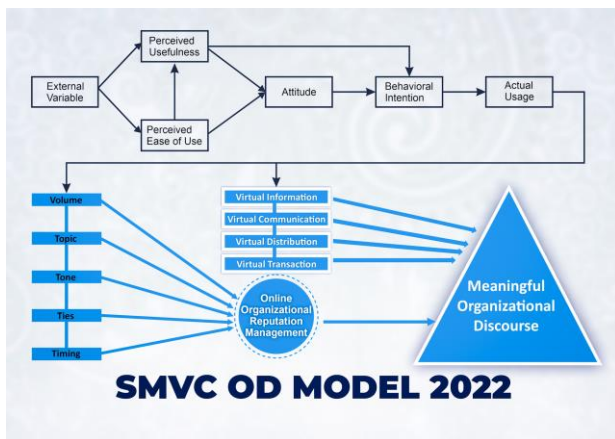 Perceived
Usefulness
External
Variable
Attitude
Behavioral
Intention
Actual
Usage
Perceived
Ease of Use
Volume
Topic
Tone
Ties
Timing
Virtual Information
Virtual Communication
Virtual Distribution
Virtual Transaction
Online
Organizational
Reputation
Management
Meaningful
Organizational
Discourse
SMVC OD MODEL 2022